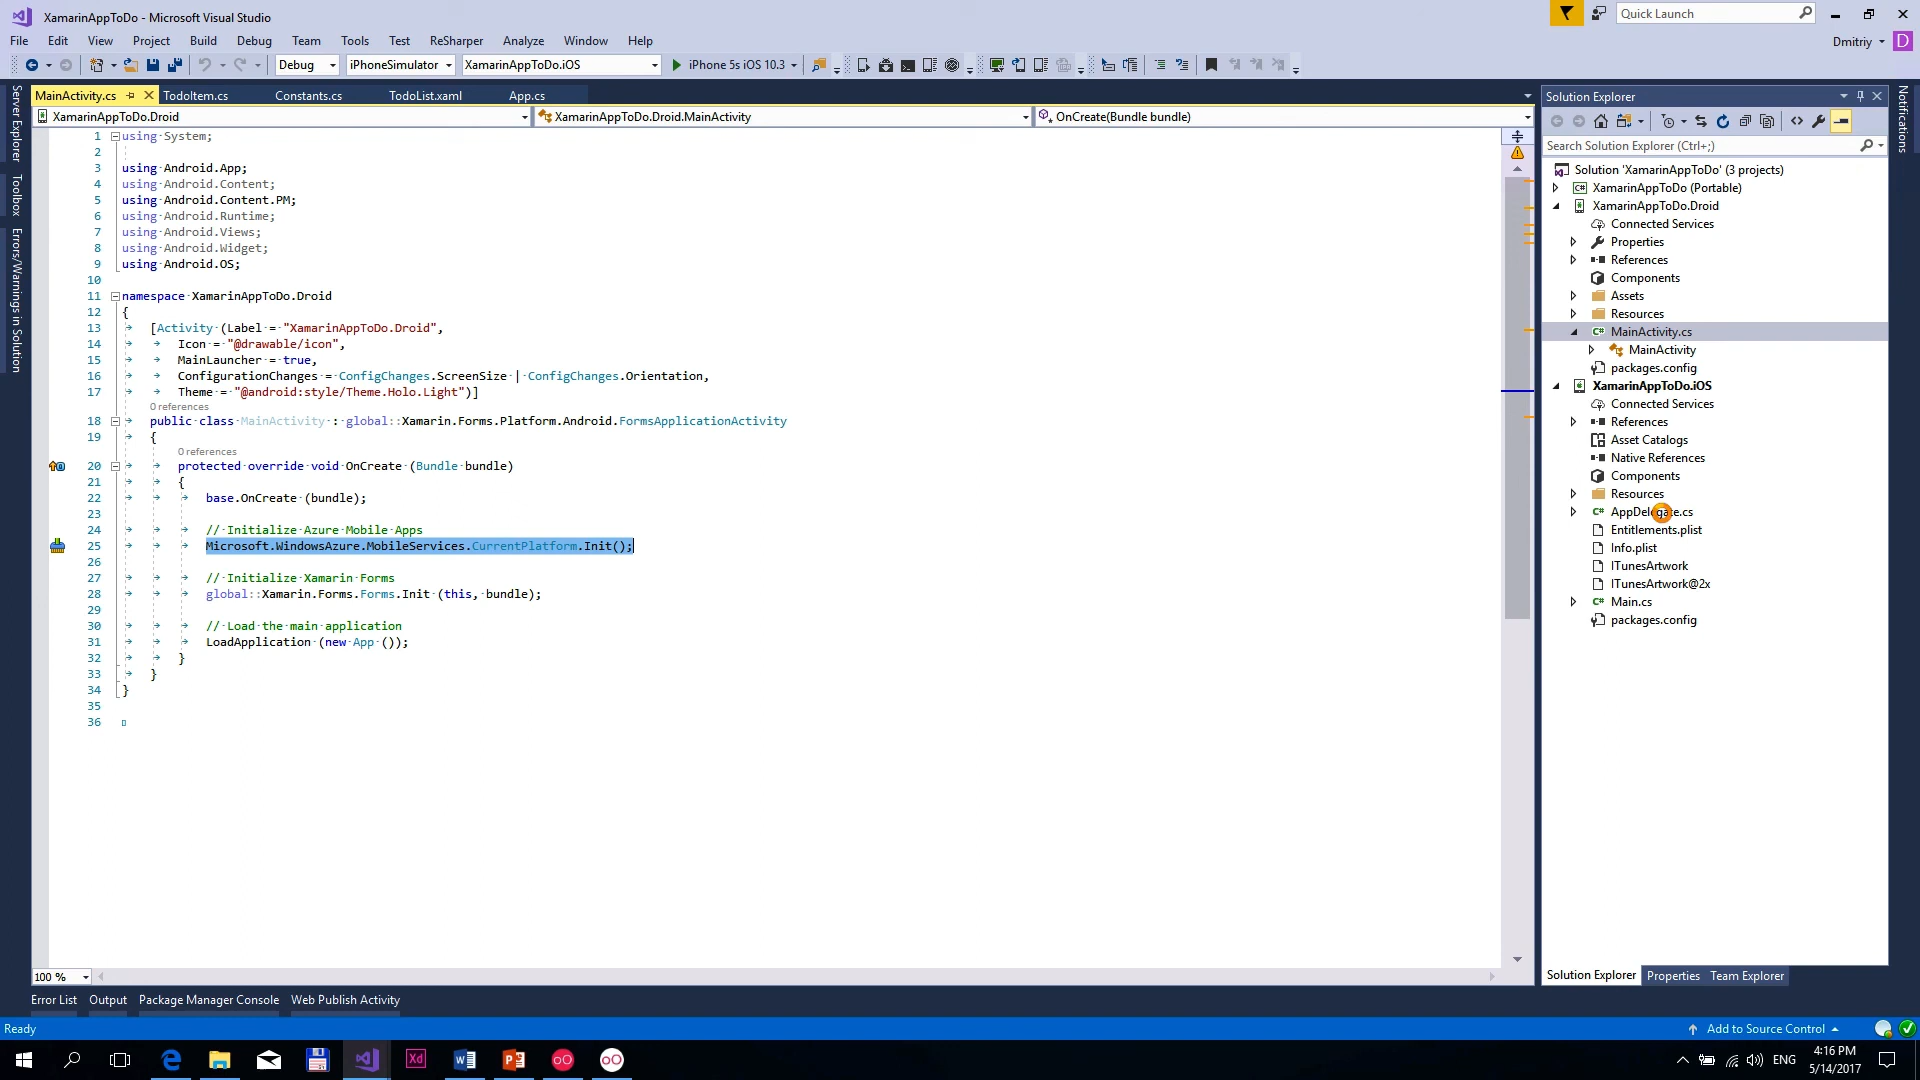 XamarinAppToDo - Microsoft Visual Studio
Quick Launch
File Edit View Project Build Debug Team Tools Test ReSharper Analyze Window Help
Dmitriy D
Debug iPhoneSimulator XamarinAppToDo.iOS iPhone 5s iOS 10.3
Server Explorer
Toolbox
Errors/Warnings in Solution
MainActivity.cs TodoItem.cs Constants.cs TodoList.xaml App.cs
XamarinAppToDo.Droid XamarinAppToDo.Droid.MainActivity OnCreate(Bundle bundle)
1 using System;
2
3 using Android.App;
4 using Android.Content;
5 using Android.Content.PM;
6 using Android.Runtime;
7 using Android.Views;
8 using Android.Widget;
9 using Android.OS;
10
11 namespace XamarinAppToDo.Droid
12 {
13 [Activity (Label = "XamarinAppToDo.Droid",
14 Icon = "@drawable/icon",
15 MainLauncher = true,
16 ConfigurationChanges = ConfigChanges.ScreenSize | ConfigChanges.Orientation,
17 Theme = "@android:style/Theme.Holo.Light")]
0 references
18 public class MainActivity : global::Xamarin.Forms.Platform.Android.FormsApplicationActivity
19 {
0 references
20 protected override void OnCreate (Bundle bundle)
21 {
22 base.OnCreate (bundle);
23
24 // Initialize Azure Mobile Apps
25 Microsoft.WindowsAzure.MobileServices.CurrentPlatform.Init();
26
27 // Initialize Xamarin Forms
28 global::Xamarin.Forms.Forms.Init (this, bundle);
29
30 // Load the main application
31 LoadApplication (new App ());
32 }
33 }
34 }
35
36
100 %
Solution Explorer
Search Solution Explorer (Ctrl+;)
Solution 'XamarinAppToDo' (3 projects)
XamarinAppToDo (Portable)
XamarinAppToDo.Droid
Connected Services
Properties
References
Components
Assets
Resources
MainActivity.cs
MainActivity
packages.config
XamarinAppToDo.iOS
Connected Services
References
Asset Catalogs
Native References
Components
Resources
AppDelegate.cs
Entitlements.plist
Info.plist
ITunesArtwork
ITunesArtwork@2x
Main.cs
packages.config
Solution Explorer Properties Team Explorer
Notifications
Error List Output Package Manager Console Web Publish Activity
Ready
Add to Source Control
Xd
ENG
4:16 PM
5/14/2017